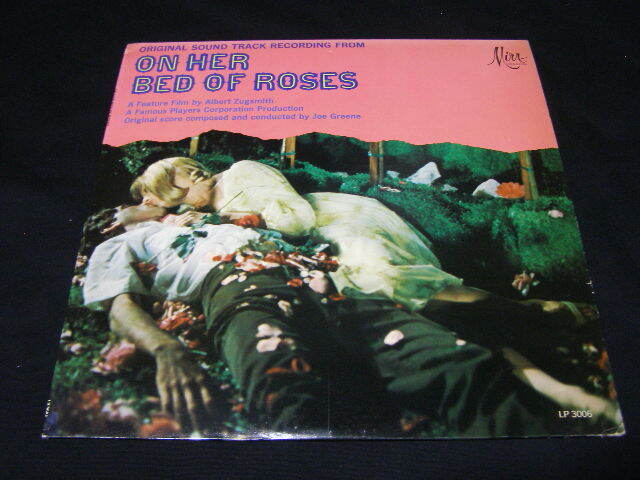 ORIGINAL SOUND TRACK RECORDING FROM
Mira
ON HER
BED OF ROSES
A Feature Film by Albert Zugsmith
A Famous Players Corporation Production
Original score composed and conducted by Joe Greene
LP 3006